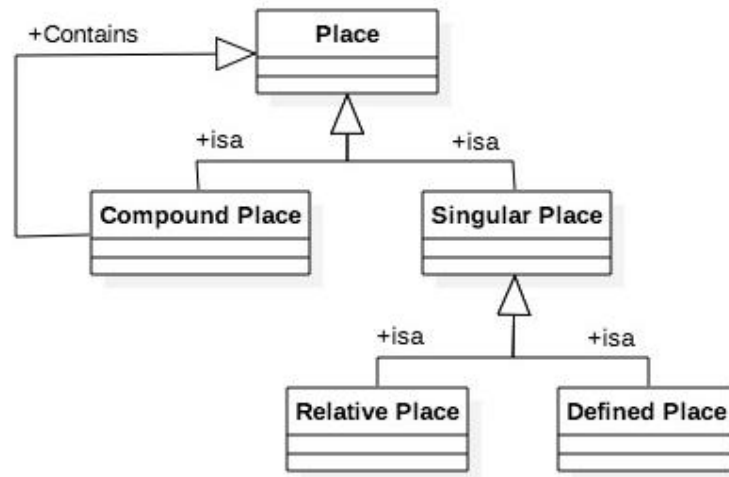 +Contains
Place
+isa
+isa
Compound Place
Singular Place
+isa
+isa
Relative Place
Defined Place